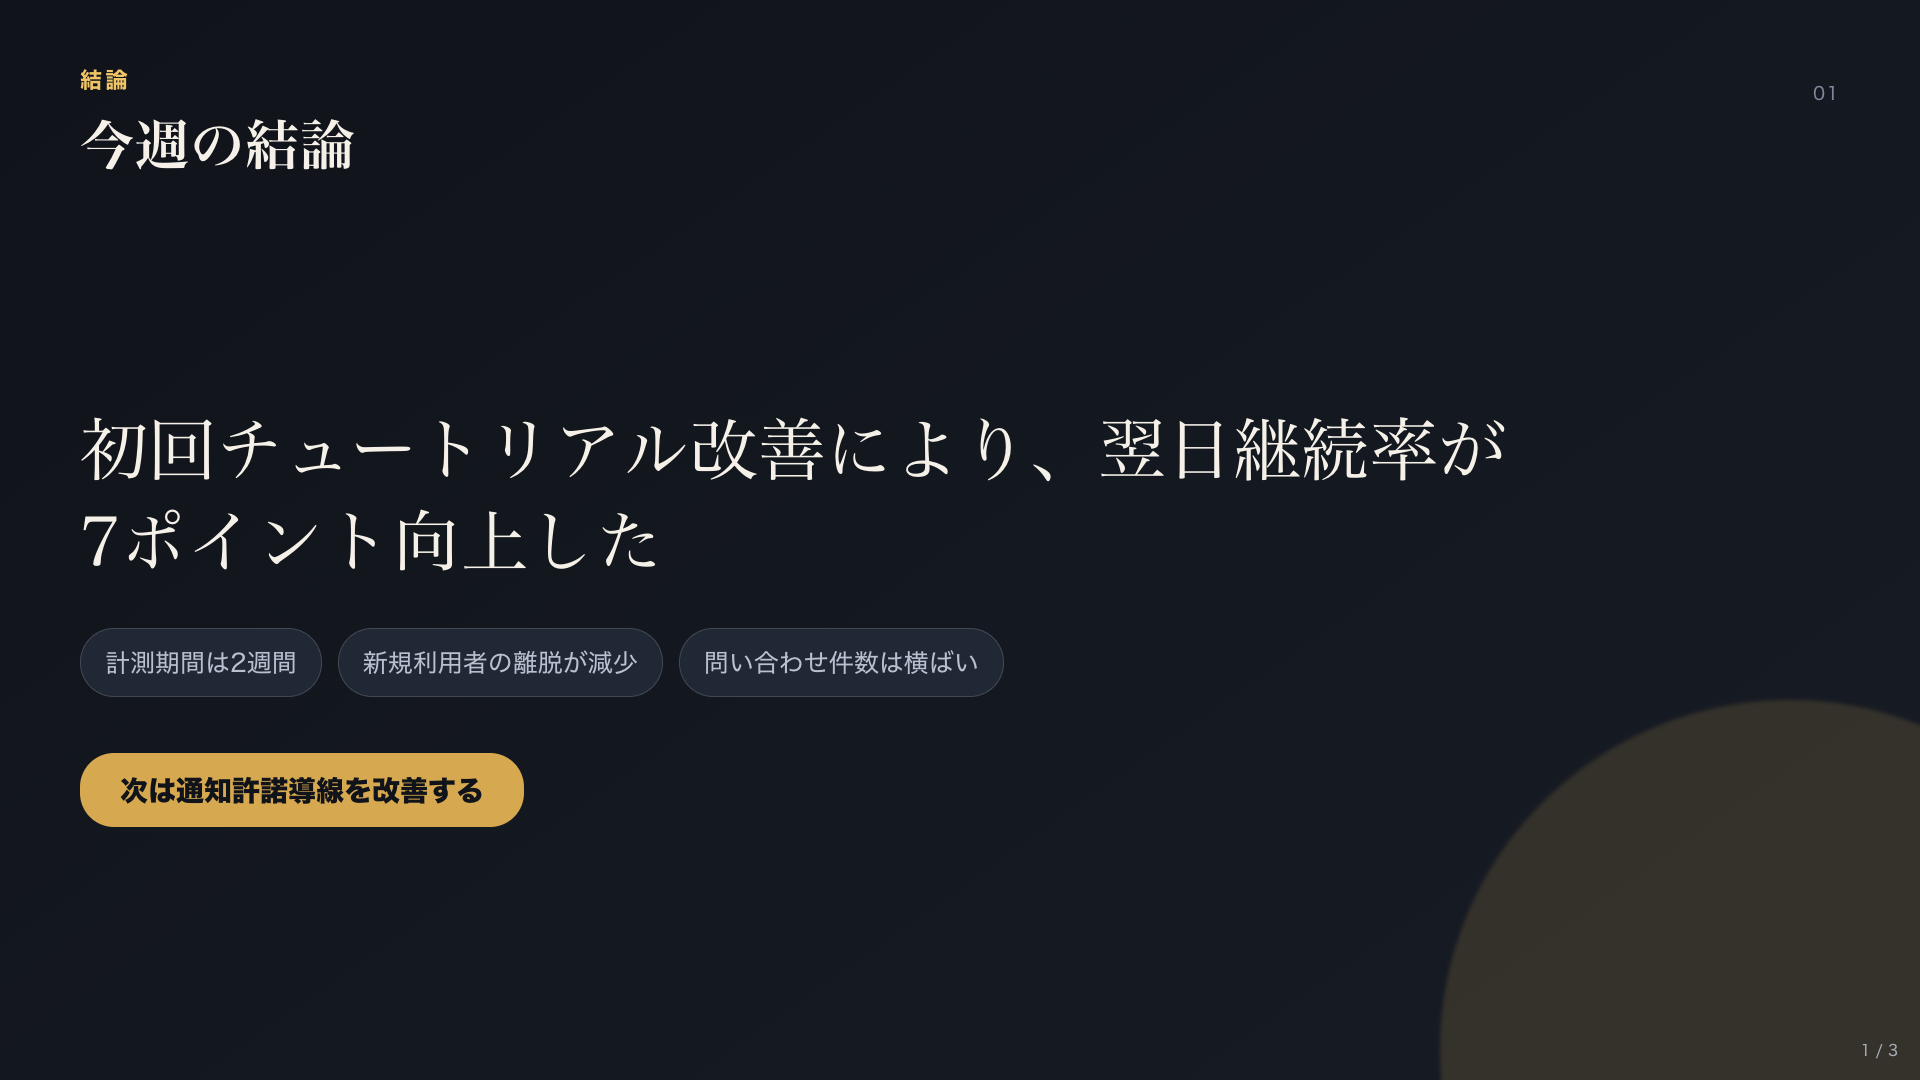 結論
01
今週の結論
初回チュートリアル改善により、翌日継続率が
7ポイント向上した
計測期間は2週間
新規利用者の離脱が減少
問い合わせ件数は横ばい
次は通知許諾導線を改善する
1 / 3